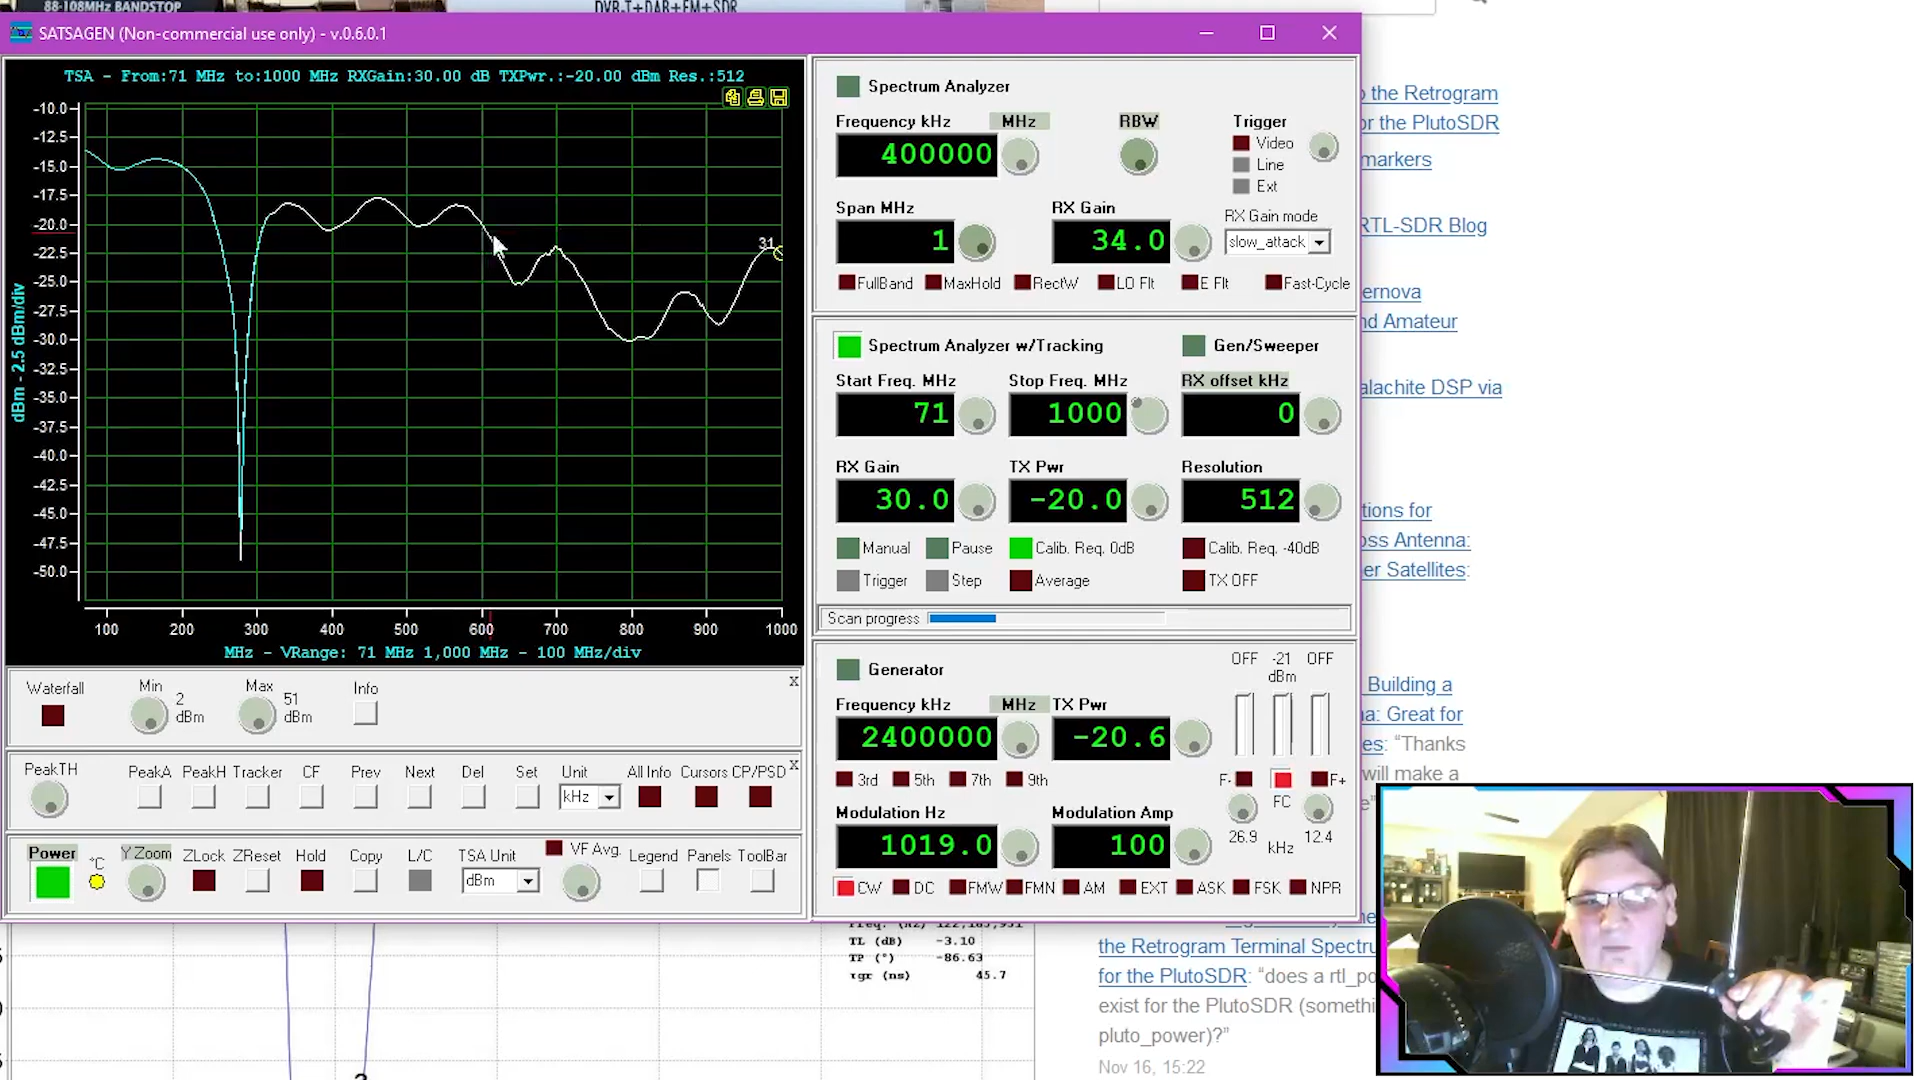 88-108MHz BANDSTOP
DVB-T+DAB+FM+SDR
SATSAGEN (Non-commercial use only) - v.0.6.0.1
TSA - From:71 MHz to:1000 MHz RXGain:30.00 dB TXPwr.:-20.00 dBm Res.:512
-10.0
-12.5
-15.0
-17.5
-20.0
-22.5
-25.0
-27.5
-30.0
-32.5
-35.0
-37.5
-40.0
-42.5
-45.0
-47.5
-50.0
dBm - 2.5 dBm/div
31
100 200 300 400 500 600 700 800 900 1000
MHz - VRange: 71 MHz 1,000 MHz - 100 MHz/div
Waterfall
Min
2
dBm
Max
51
dBm
Info
X
PeakTH PeakA PeakH Tracker CF Prev Next Del Set Unit All Info Cursors CP/PSD X
kHz
Power °C Y Zoom ZLock ZReset Hold Copy L/C TSA Unit VF Avg. Legend Panels ToolBar
dBm
Spectrum Analyzer
Frequency kHz MHz RBW Trigger
400000
Video
Line
Ext
Span MHz RX Gain RX Gain mode
1 34.0 slow_attack
FullBand MaxHold RectW LO Flt E Flt Fast-Cycle
Spectrum Analyzer w/Tracking Gen/Sweeper
Start Freq. MHz Stop Freq. MHz RX offset kHz
71 1000 0
RX Gain TX Pwr Resolution
30.0 -20.0 512
Manual Pause Calib. Req. 0dB Calib. Req. -40dB
Trigger Step Average TX OFF
Scan progress
Generator
OFF -21 dBm OFF
Frequency kHz MHz TX Pwr
2400000 -20.6
3rd 5th 7th 9th
F- FC F+
Modulation Hz Modulation Amp
1019.0 100
26.9 kHz 12.4
CW DC FMW FMN AM EXT ASK FSK NPR
TL (dB) -3.10
TP (°) -86.63
τgr (ns) 45.7
the Retrogram
or the PlutoSDR
markers
RTL-SDR Blog
ernova
nd Amateur
alachite DSP via
tions for
oss Antenna:
er Satellites:
Building a
na: Great for
es: “Thanks
will make a
the Retrogram Terminal Spectru
for the PlutoSDR: “does a rtl_po
exist for the PlutoSDR (somethi
pluto_power)?”
Nov 16, 15:22